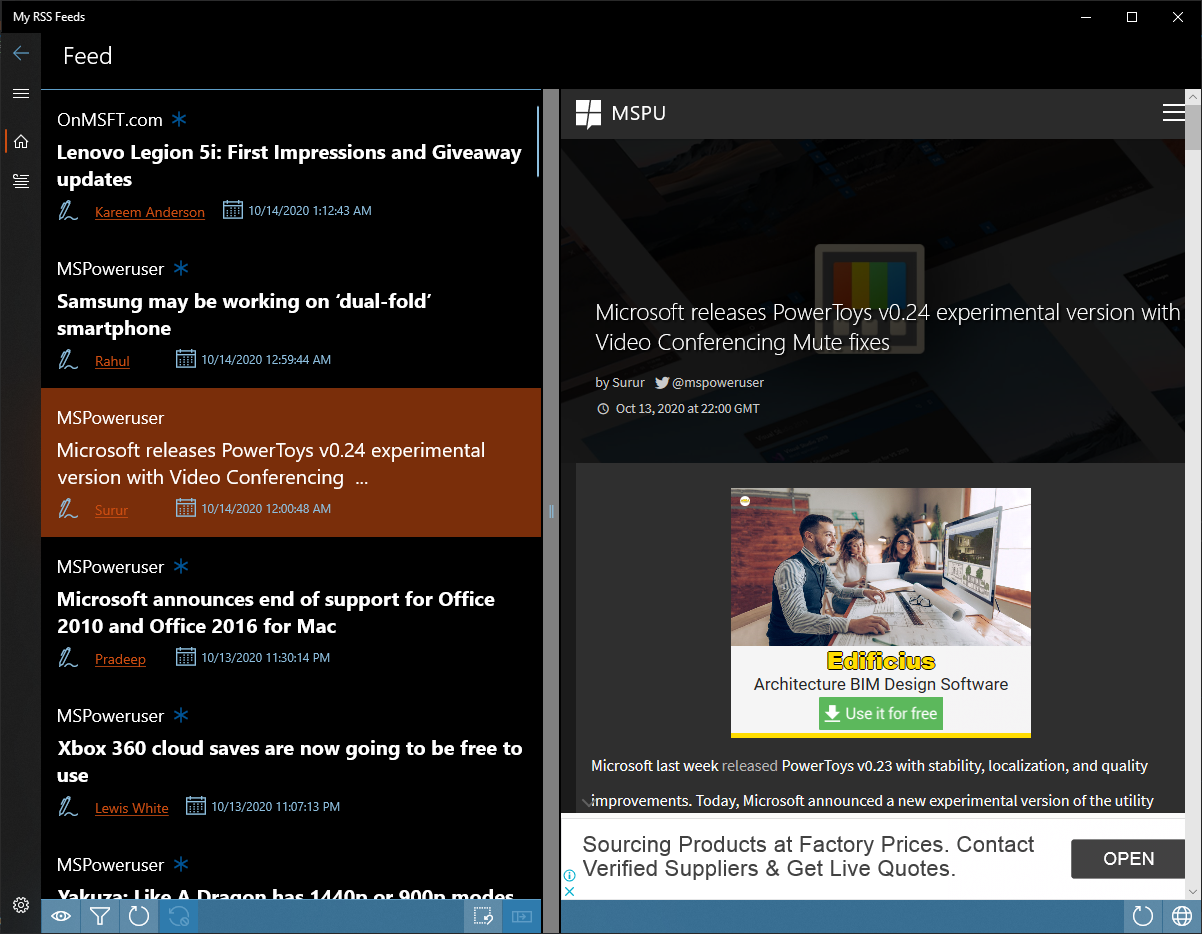 My RSS Feeds
Feed
OnMSFT.com
Lenovo Legion 5i: First Impressions and Giveaway
updates
Kareem Anderson 10/14/2020 1:12:43 AM
MSPoweruser
Samsung may be working on ‘dual-fold’
smartphone
Rahul 10/14/2020 12:59:44 AM
MSPoweruser
Microsoft releases PowerToys v0.24 experimental
version with Video Conferencing ...
Surur 10/14/2020 12:00:48 AM
MSPoweruser
Microsoft announces end of support for Office
2010 and Office 2016 for Mac
Pradeep 10/13/2020 11:30:14 PM
MSPoweruser
Xbox 360 cloud saves are now going to be free to
use
Lewis White 10/13/2020 11:07:13 PM
MSPoweruser
Yakuza: Like A Dragon has 1440p or 900p modes
MSPU
Microsoft releases PowerToys v0.24 experimental version with
Video Conferencing Mute fixes
by Surur @mspoweruser
Oct 13, 2020 at 22:00 GMT
Edificius
Architecture BIM Design Software
Use it for free
Microsoft last week released PowerToys v0.23 with stability, localization, and quality
improvements. Today, Microsoft announced a new experimental version of the utility
Sourcing Products at Factory Prices. Contact
Verified Suppliers & Get Live Quotes.
OPEN